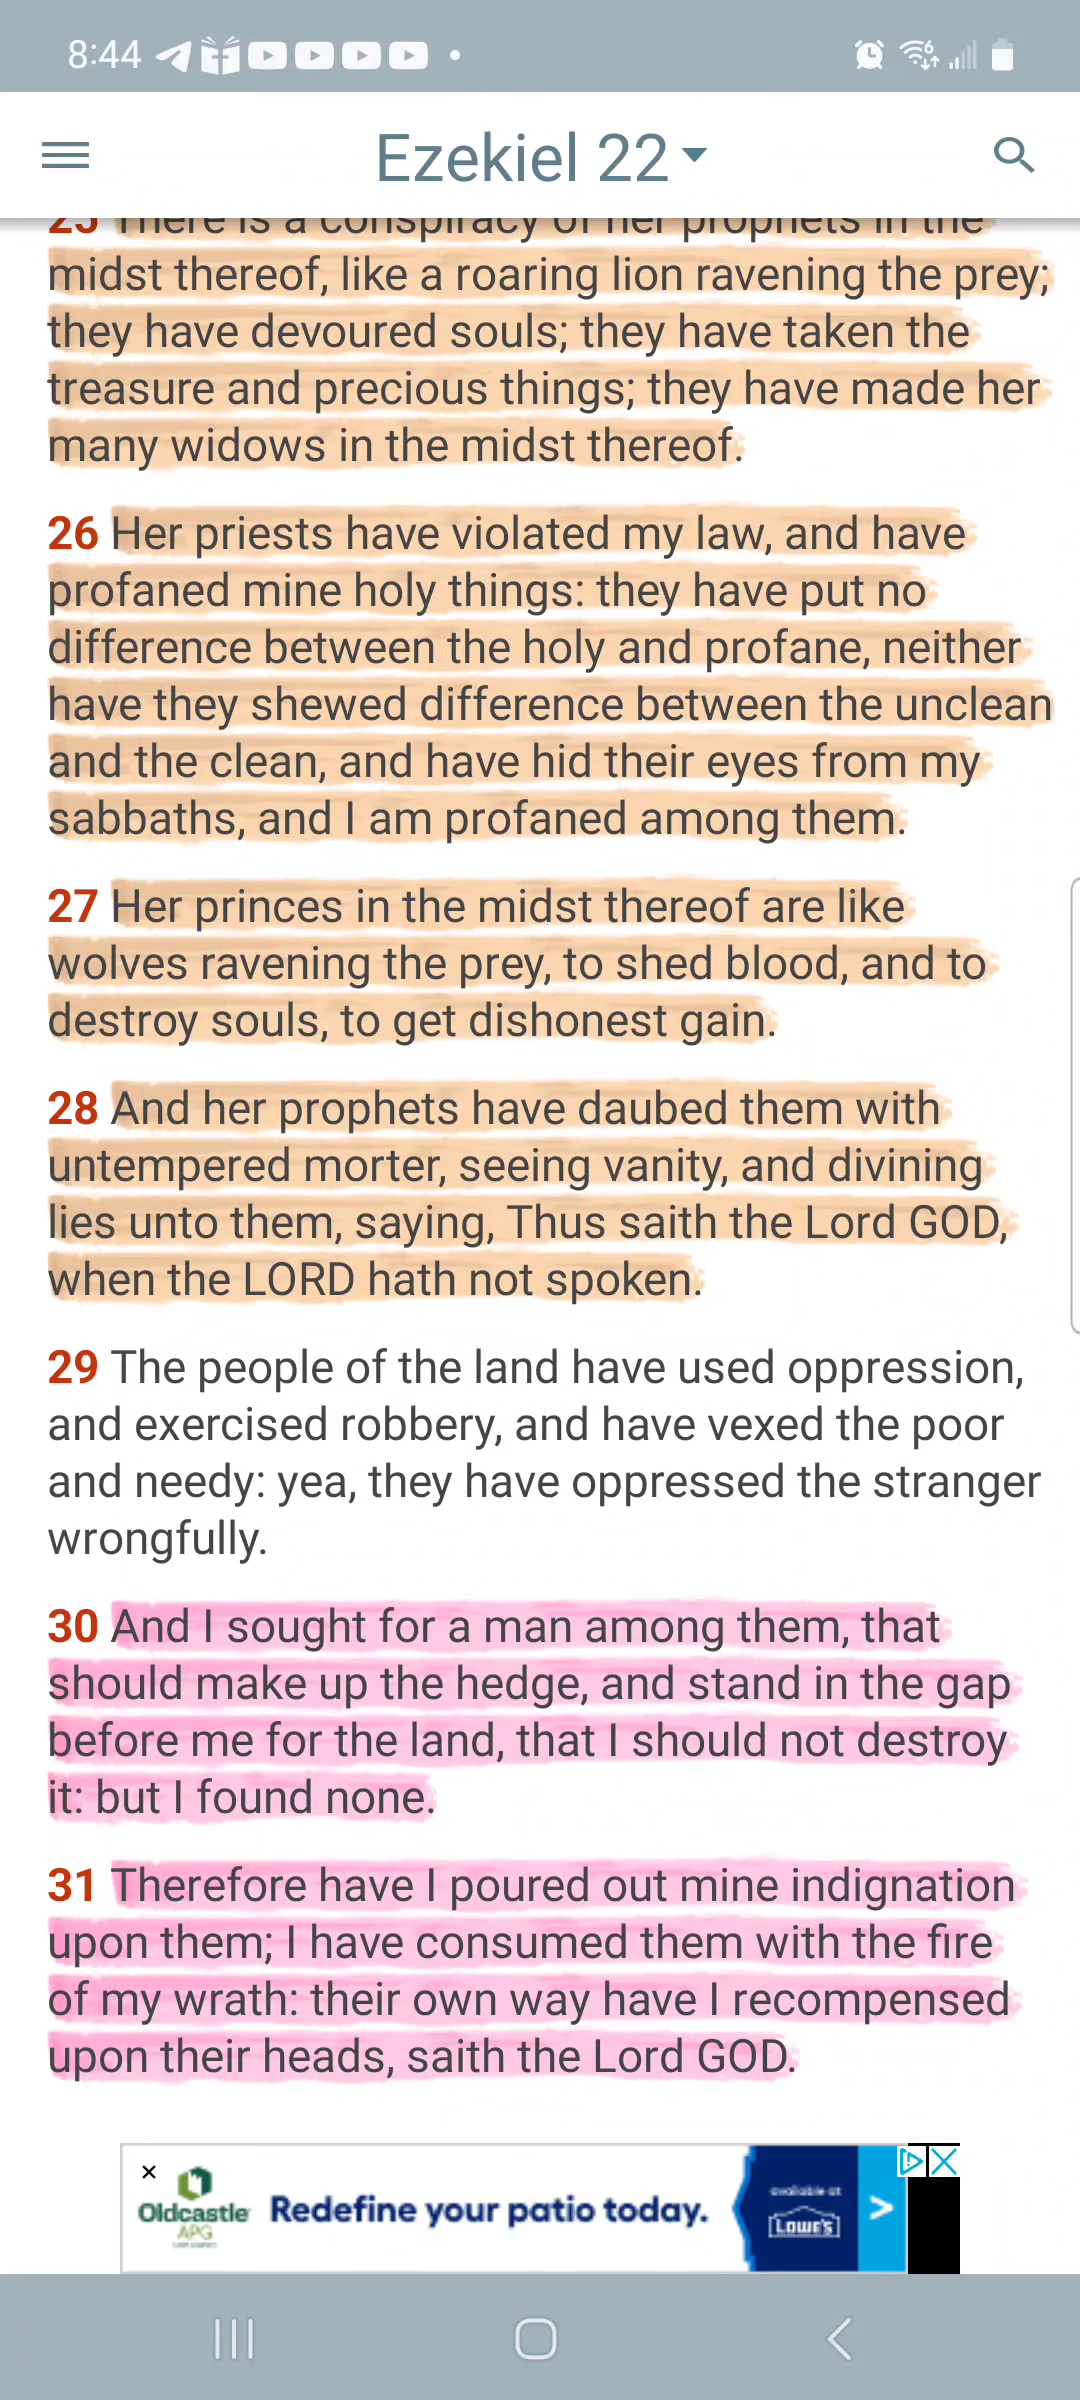 8:44
Ezekiel 22
25 There is a conspiracy of her prophets in the
midst thereof, like a roaring lion ravening the prey;
they have devoured souls; they have taken the
treasure and precious things; they have made her
many widows in the midst thereof.
26 Her priests have violated my law, and have
profaned mine holy things: they have put no
difference between the holy and profane, neither
have they shewed difference between the unclean
and the clean, and have hid their eyes from my
sabbaths, and I am profaned among them.
27 Her princes in the midst thereof are like
wolves ravening the prey, to shed blood, and to
destroy souls, to get dishonest gain.
28 And her prophets have daubed them with
untempered morter, seeing vanity, and divining
lies unto them, saying, Thus saith the Lord GOD,
when the LORD hath not spoken.
29 The people of the land have used oppression,
and exercised robbery, and have vexed the poor
and needy: yea, they have oppressed the stranger
wrongfully.
30 And I sought for a man among them, that
should make up the hedge, and stand in the gap
before me for the land, that I should not destroy
it: but I found none.
31 Therefore have I poured out mine indignation
upon them; I have consumed them with the fire
of my wrath: their own way have I recompensed
upon their heads, saith the Lord GOD.
Oldcastle
APG
Redefine your patio today.
available at
LOWE'S